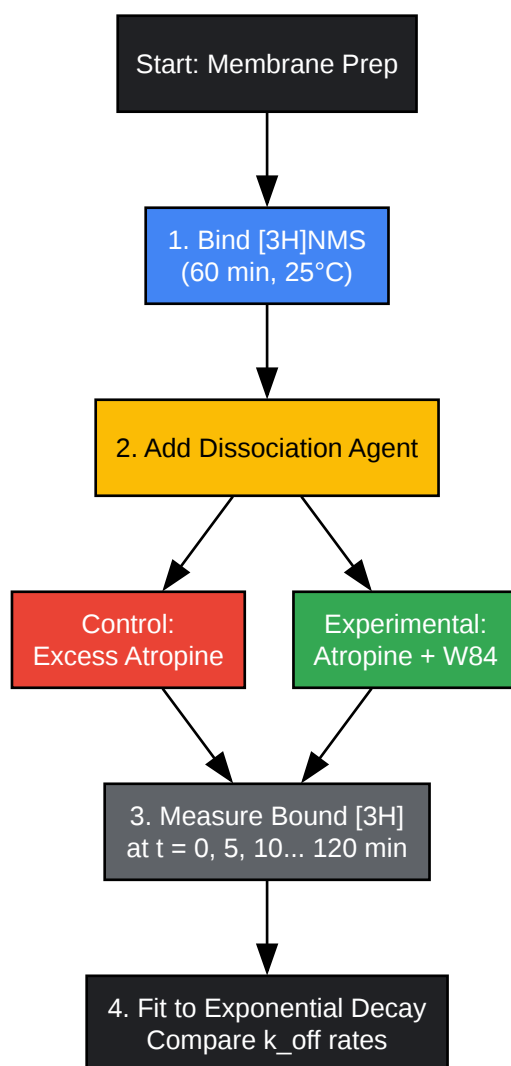 Start: Membrane Prep
1. Bind [3H]NMS
(60 min, 25°C)
2. Add Dissociation Agent
Control:
Excess Atropine
Experimental:
Atropine + W84
3. Measure Bound [3H]
at t = 0, 5, 10... 120 min
4. Fit to Exponential Decay
Compare k_off rates